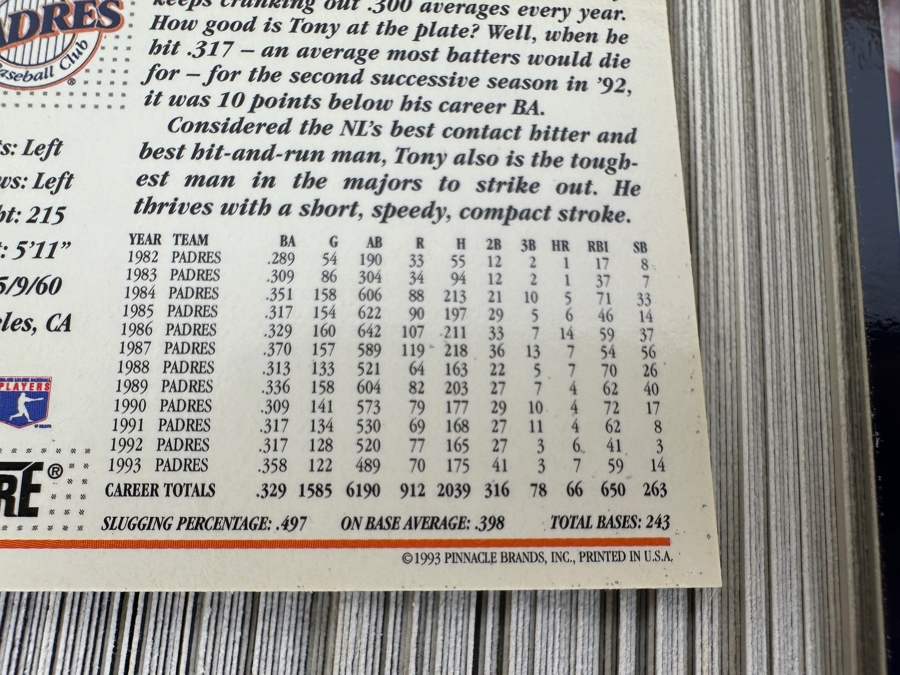 keeps cranking out .300 averages every year.
How good is Tony at the plate? Well, when he
hit .317 – an average most batters would die
for – for the second successive season in '92,
it was 10 points below his career BA.
Considered the NL's best contact hitter and
best hit-and-run man, Tony also is the tough-
est man in the majors to strike out. He
thrives with a short, speedy, compact stroke.
ADRES
Baseball Club
®
s: Left
ws: Left
ht: 215
t: 5'11"
5/9/60
eles, CA
PLAYERS
RE®
YEAR TEAM BA G AB R H 2B 3B HR RBI SB
1982 PADRES .289 54 190 33 55 12 2 1 17 8
1983 PADRES .309 86 304 34 94 12 2 1 37 7
1984 PADRES .351 158 606 88 213 21 10 5 71 33
1985 PADRES .317 154 622 90 197 29 5 6 46 14
1986 PADRES .329 160 642 107 211 33 7 14 59 37
1987 PADRES .370 157 589 119 218 36 13 7 54 56
1988 PADRES .313 133 521 64 163 22 5 7 70 26
1989 PADRES .336 158 604 82 203 27 7 4 62 40
1990 PADRES .309 141 573 79 177 29 10 4 72 17
1991 PADRES .317 134 530 69 168 27 11 4 62 8
1992 PADRES .317 128 520 77 165 27 3 6 41 3
1993 PADRES .358 122 489 70 175 41 3 7 59 14
CAREER TOTALS .329 1585 6190 912 2039 316 78 66 650 263
SLUGGING PERCENTAGE: .497 ON BASE AVERAGE: .398 TOTAL BASES: 243
©1993 PINNACLE BRANDS, INC., PRINTED IN U.S.A.